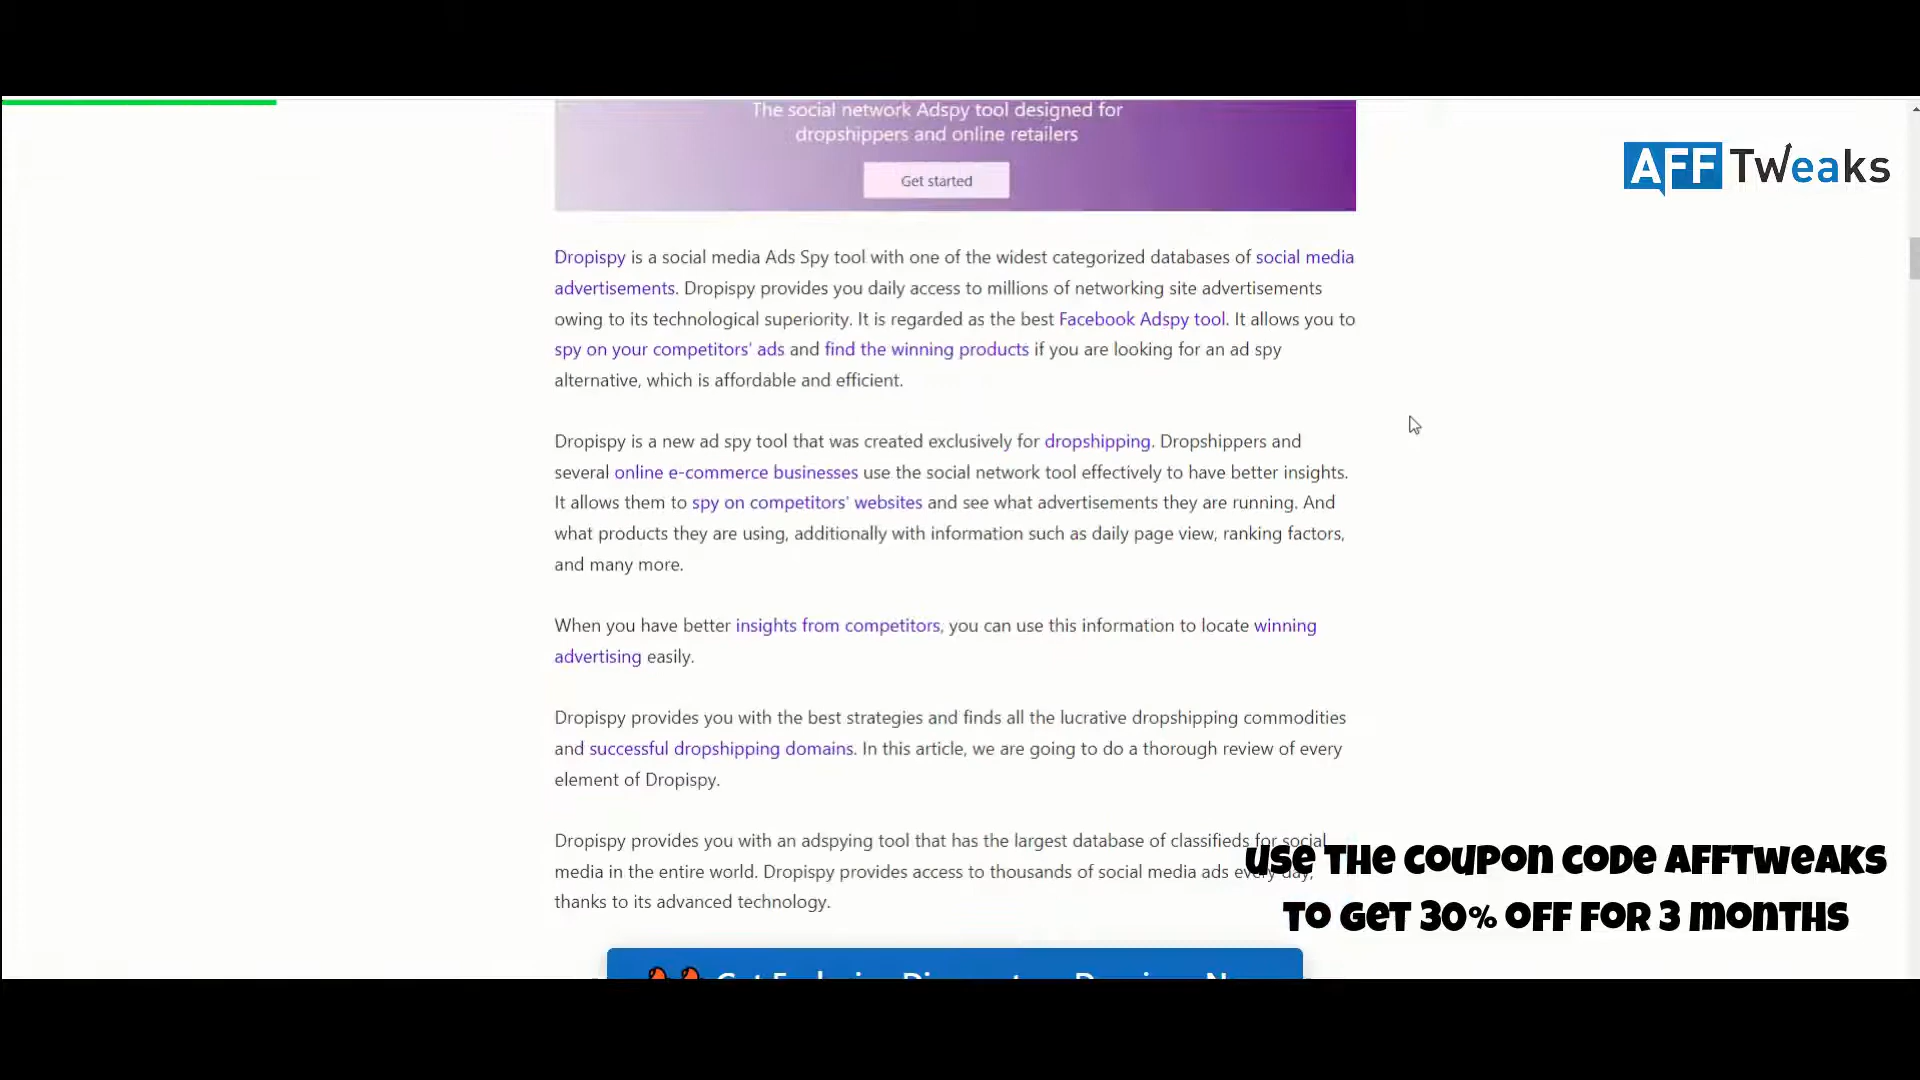 The social network Adspy tool designed for
dropshippers and online retailers
Get started
AFF Tweaks
Dropispy is a social media Ads Spy tool with one of the widest categorized databases of social media
advertisements. Dropispy provides you daily access to millions of networking site advertisements
owing to its technological superiority. It is regarded as the best Facebook Adspy tool. It allows you to
spy on your competitors' ads and find the winning products if you are looking for an ad spy
alternative, which is affordable and efficient.
Dropispy is a new ad spy tool that was created exclusively for dropshipping. Dropshippers and
several online e-commerce businesses use the social network tool effectively to have better insights.
It allows them to spy on competitors' websites and see what advertisements they are running. And
what products they are using, additionally with information such as daily page view, ranking factors,
and many more.
When you have better insights from competitors, you can use this information to locate winning
advertising easily.
Dropispy provides you with the best strategies and finds all the lucrative dropshipping commodities
and successful dropshipping domains. In this article, we are going to do a thorough review of every
element of Dropispy.
Dropispy provides you with an adspying tool that has the largest database of classifieds for social
media in the entire world. Dropispy provides access to thousands of social media ads every day,
thanks to its advanced technology.
USE THE COUPON CODE AFFTWEAKS
TO GET 30% OFF FOR 3 MONTHS